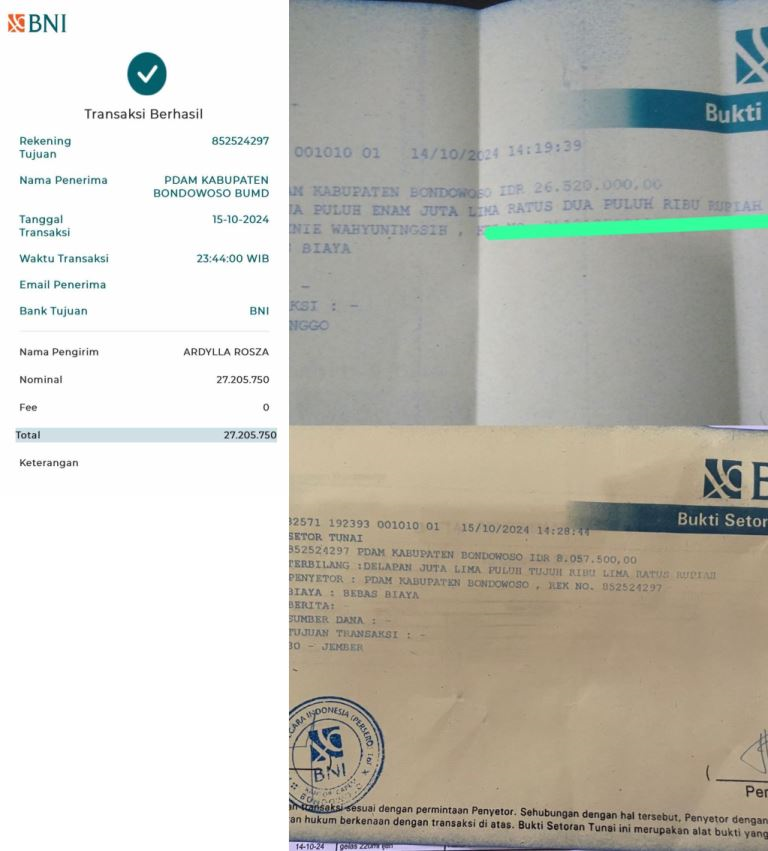 BNI
Transaksi Berhasil
Rekening Tujuan 852524297
Nama Penerima PDAM KABUPATEN BONDOWOSO BUMD
Tanggal Transaksi 15-10-2024
Waktu Transaksi 23:44:00 WIB
Email Penerima
Bank Tujuan BNI
Nama Pengirim ARDYLLA ROSZA
Nominal 27.205.750
Fee 0
Total 27.205.750
Keterangan
Bukti
001010 01 14/10/2024 14:19:39
AM KABUPATEN BONDOWOSO IDR 26.520.000,00
A PULUH ENAM JUTA LIMA RATUS DUA PULUH RIBU RUPIAH
NIE WAHYUNINGSIH ,
BIAYA
-
KSI : -
NGGO
B
Bukti Setor
32571 192393 001010 01 15/10/2024 14:28:44
SETOR TUNAI
852524297 PDAM KABUPATEN BONDOWOSO IDR 8.057.500,00
TERBILANG :DELAPAN JUTA LIMA PULUH TUJUH RIBU LIMA RATUS RUPIAH
PENYETOR : PDAM KABUPATEN BONDOWOSO , REK NO. 852524297
BIAYA : BEBAS BIAYA
BERITA:
SUMBER DANA : -
TUJUAN TRANSAKSI : -
BO - JEMBER
GARA INDONESIA (PERSERO) Tbk
BNI
BONDOWOSO
( Per
an transaksi sesuai dengan permintaan Penyetor. Sehubungan dengan hal tersebut, Penyetor dengan
an hukum berkenaan dengan transaksi di atas. Bukti Setoran Tunai ini merupakan alat bukti yang
14-10-24 gelas 220ml ijen